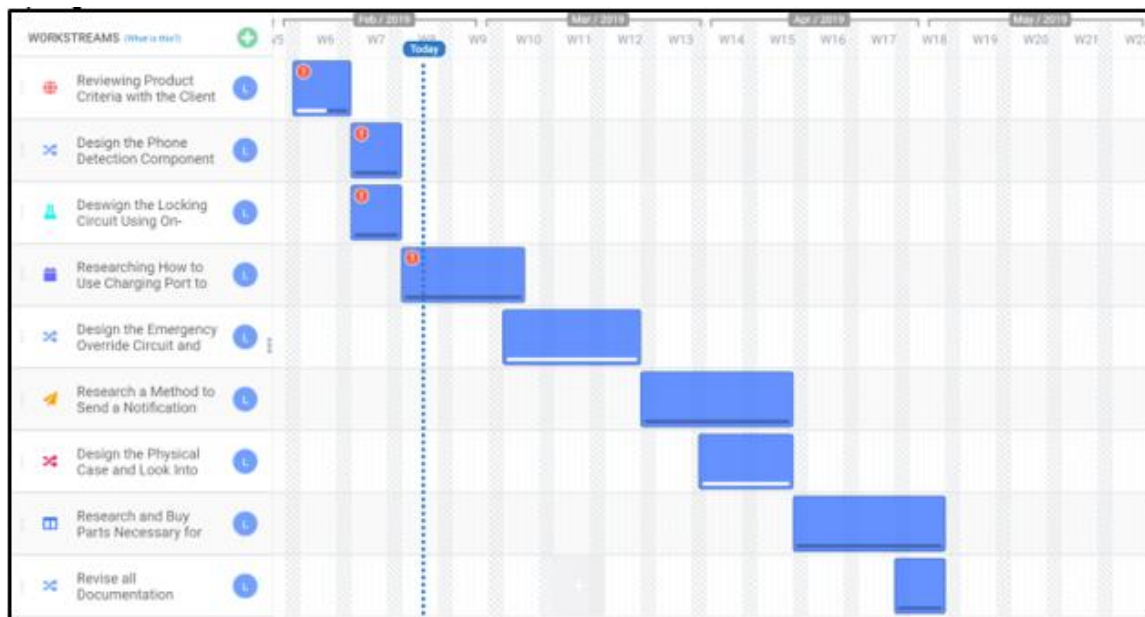 Feb / 2019 Mar / 2019 Apr / 2019 May / 2019
WORKSTREAMS (What is this?)
W6 W7 W8 W9 W10 W11 W12 W13 W14 W15 W16 W17 W18 W19 W20 W21
Today
Reviewing Product
Criteria with the Client
L
Design the Phone
Detection Component
L
Deswign the Locking
Circuit Using On-
L
Researching How to
Use Charging Port to
L
Design the Emergency
Override Circuit and
L
Research a Method to
Send a Notification
L
Design the Physical
Case and Look Into
L
Research and Buy
Parts Necessary for
L
Revise all
Documentation
L